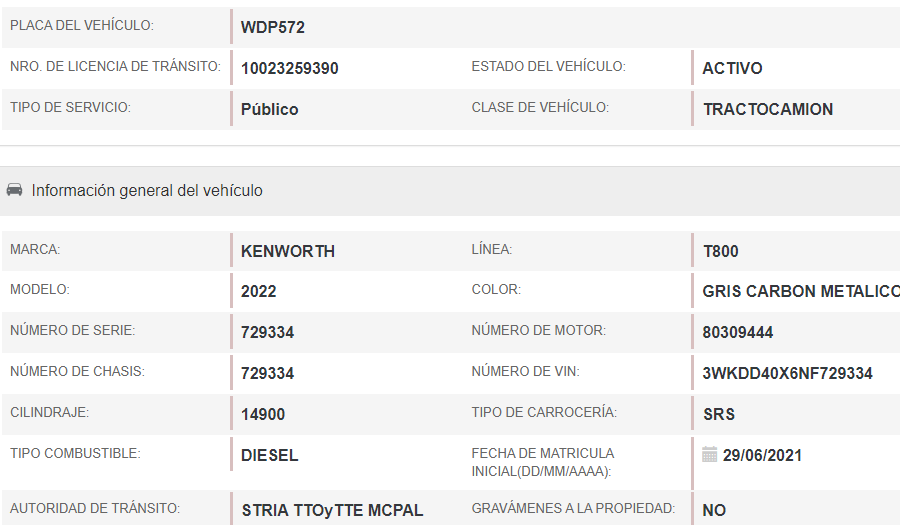 PLACA DEL VEHÍCULO: WDP572
NRO. DE LICENCIA DE TRÁNSITO: 10023259390 ESTADO DEL VEHÍCULO: ACTIVO
TIPO DE SERVICIO: Público CLASE DE VEHÍCULO: TRACTOCAMION
Información general del vehículo
MARCA: KENWORTH LÍNEA: T800
MODELO: 2022 COLOR: GRIS CARBON METALICO
NÚMERO DE SERIE: 729334 NÚMERO DE MOTOR: 80309444
NÚMERO DE CHASIS: 729334 NÚMERO DE VIN: 3WKDD40X6NF729334
CILINDRAJE: 14900 TIPO DE CARROCERÍA: SRS
TIPO COMBUSTIBLE: DIESEL FECHA DE MATRICULA
INICIAL(DD/MM/AAAA): 29/06/2021
AUTORIDAD DE TRÁNSITO: STRIA TTOyTTE MCPAL GRAVÁMENES A LA PROPIEDAD: NO